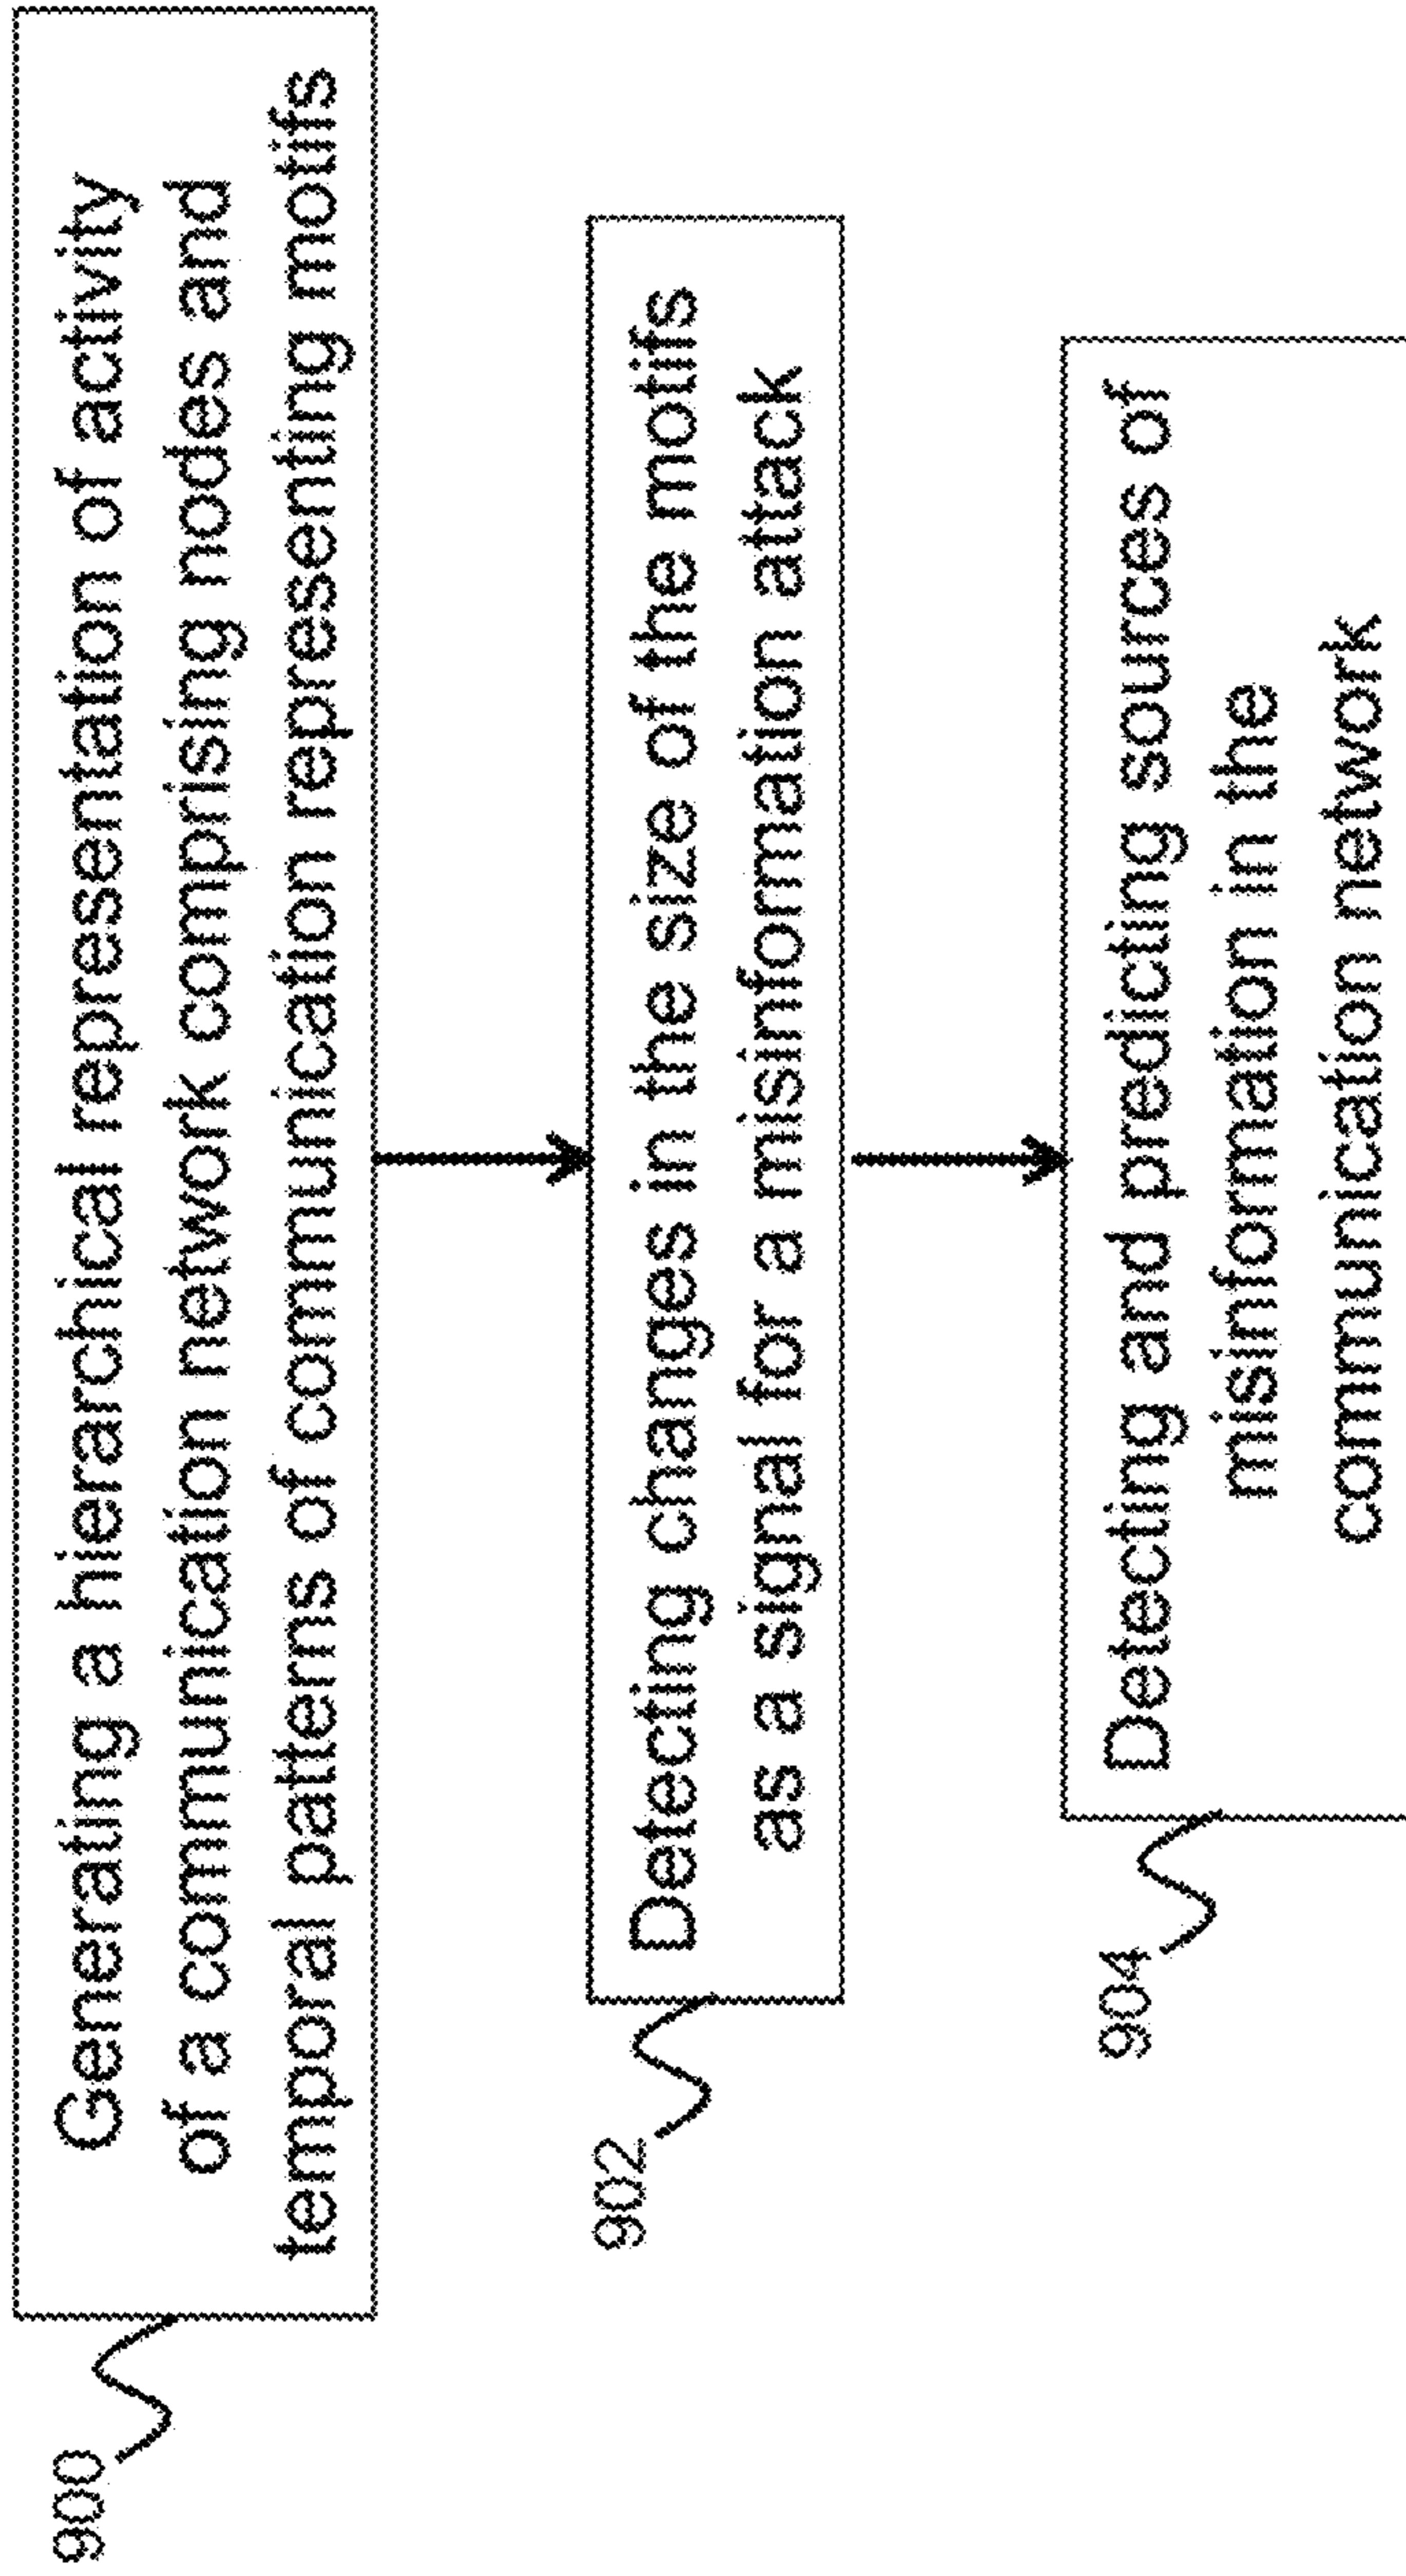 900
Generating a hierarchical representation of activity
of a communication network comprising nodes and
temporal patterns of communication representing motifs
902
Detecting changes in the size of the motifs
as a signal for a misinformation attack
904
Detecting and predicting sources of
misinformation in the
communication network